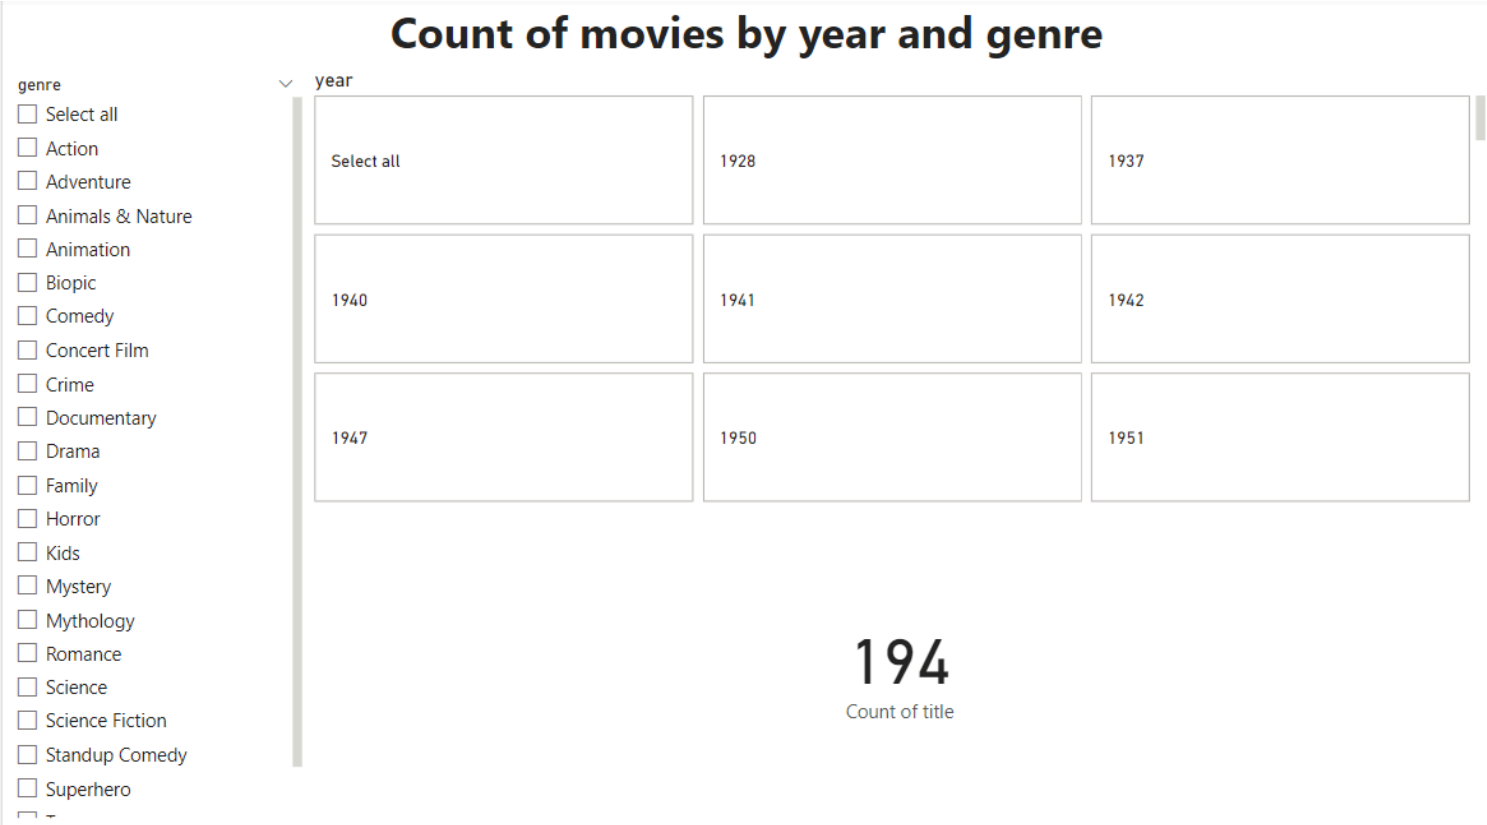 Count of movies by year and genre
genre
Select all
Action
Adventure
Animals & Nature
Animation
Biopic
Comedy
Concert Film
Crime
Documentary
Drama
Family
Horror
Kids
Mystery
Mythology
Romance
Science
Science Fiction
Standup Comedy
Superhero
year
Select all
1928
1937
1940
1941
1942
1947
1950
1951
194
Count of title